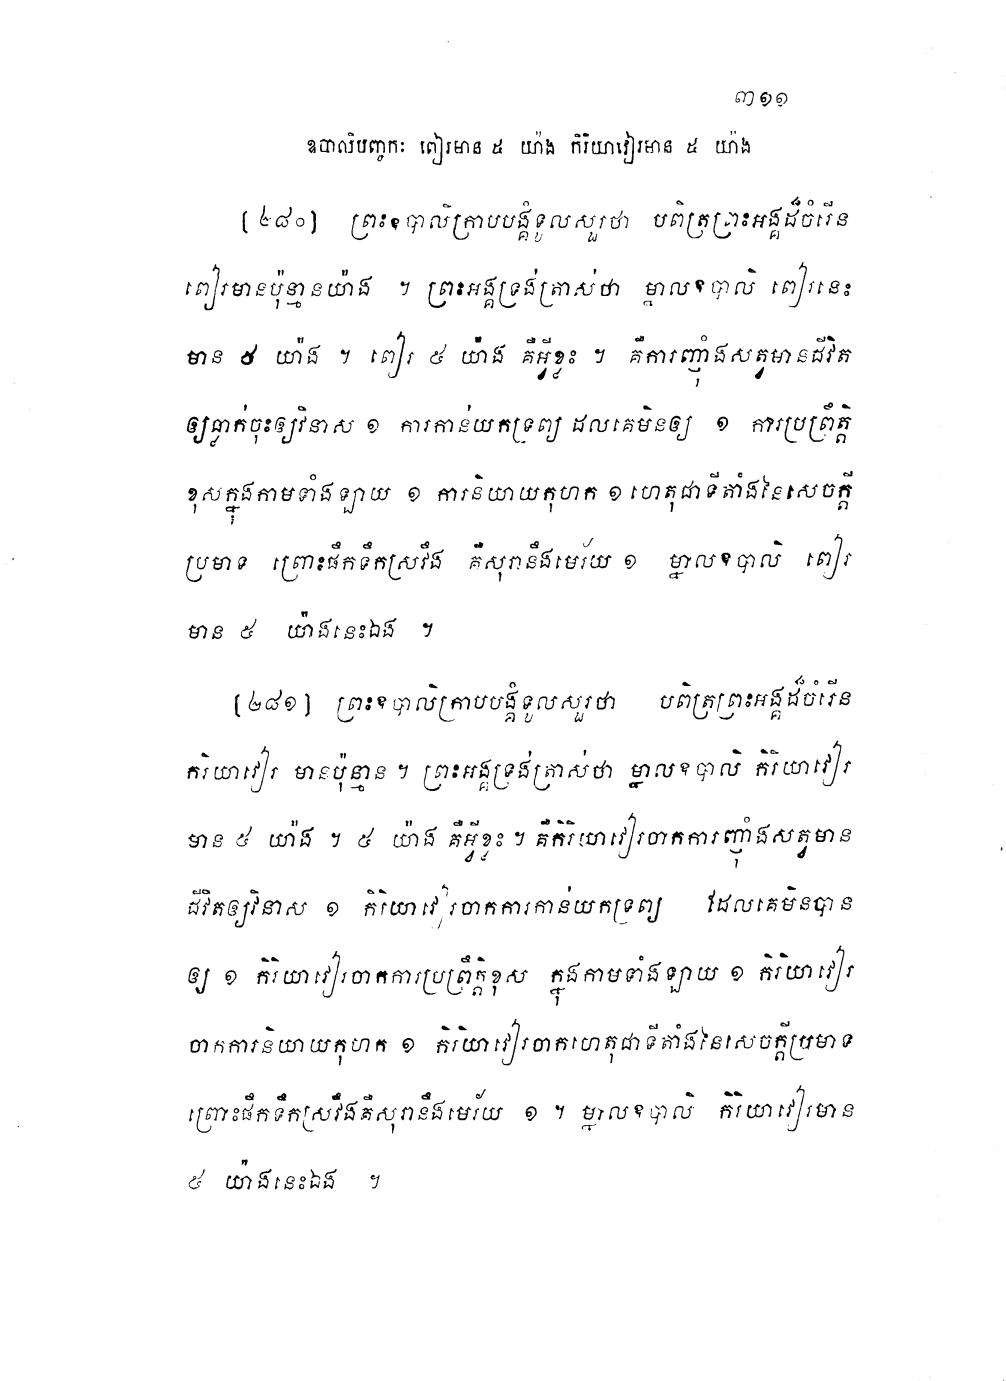 ៣១១
ឧបាលិបញ្ចកៈ ពៀរមាន ៥ យ៉ាង កិរិយាវៀរមាន ៥ យ៉ាង
[៤៨០] ព្រះឧបាលិក្រាបបង្គំទូលសួរថា បពិត្រព្រះអង្គដ៏ចំរើន
ពៀរមានប៉ុន្មានយ៉ាង ។ ព្រះអង្គទ្រង់ត្រាស់ថា ម្នាលឧបាលិ ពៀរនេះ
មាន ៥ យ៉ាង ។ ពៀរ ៥ យ៉ាង គឺអ្វីខ្លះ ។ គឺការញ៉ាំងសត្វមានជីវិត
ឲ្យធ្លាក់ចុះឲ្យវិនាស ១ ការកាន់យកទ្រព្យ ដលគេមិនឲ្យ ១ ការប្រព្រឹត្តិ
ខុសក្នុងកាមទាំងឡាយ ១ ការនិយាយកុហក ១ ហេតុជាទីតាំងនៃសេចក្តី
ប្រមាទ ព្រោះផឹកទឹកស្រវឹង គឺសុរានឹងមេរ័យ ១ ម្នាលឧបាលិ ពៀរ
មាន ៥ យ៉ាងនេះឯង ។
[៤៨១] ព្រះឧបាលិក្រាបបង្គំទូលសួរថា បពិត្រព្រះអង្គដ៏ចំរើន
ករិយាវៀរ មានប៉ុន្មាន ។ ព្រះអង្គទ្រង់ត្រាស់ថា ម្នាលឧបាលិ កិរិយាវៀរ
មាន ៥ យ៉ាង ។ ៥ យ៉ាង គឺអ្វីខ្លះ ។ គឺកិរិយាវៀរចាកការញ៉ាំងសត្វមាន
ជីវិតឲ្យវិនាស ១ កិរិយាវៀរចាកការកាន់យកទ្រព្យ ដែលគេមិនបាន
ឲ្យ ១ កិរិយាវៀរចាកការប្រព្រឹត្តិខុស ក្នុងកាមទាំងឡាយ ១ កិរិយាវៀរ
ចាកការនិយាយកុហក ១ កិរិយាវៀរចាកហេតុជាទីតាំងនៃសេចក្តីប្រមាទ
ព្រោះផឹកទឹកស្រវឹងគឺសុរានឹងមេរ័យ ១ ។ ម្នាលឧបាលិ កិរិយាវៀរមាន
៥ យ៉ាងនេះឯង ។